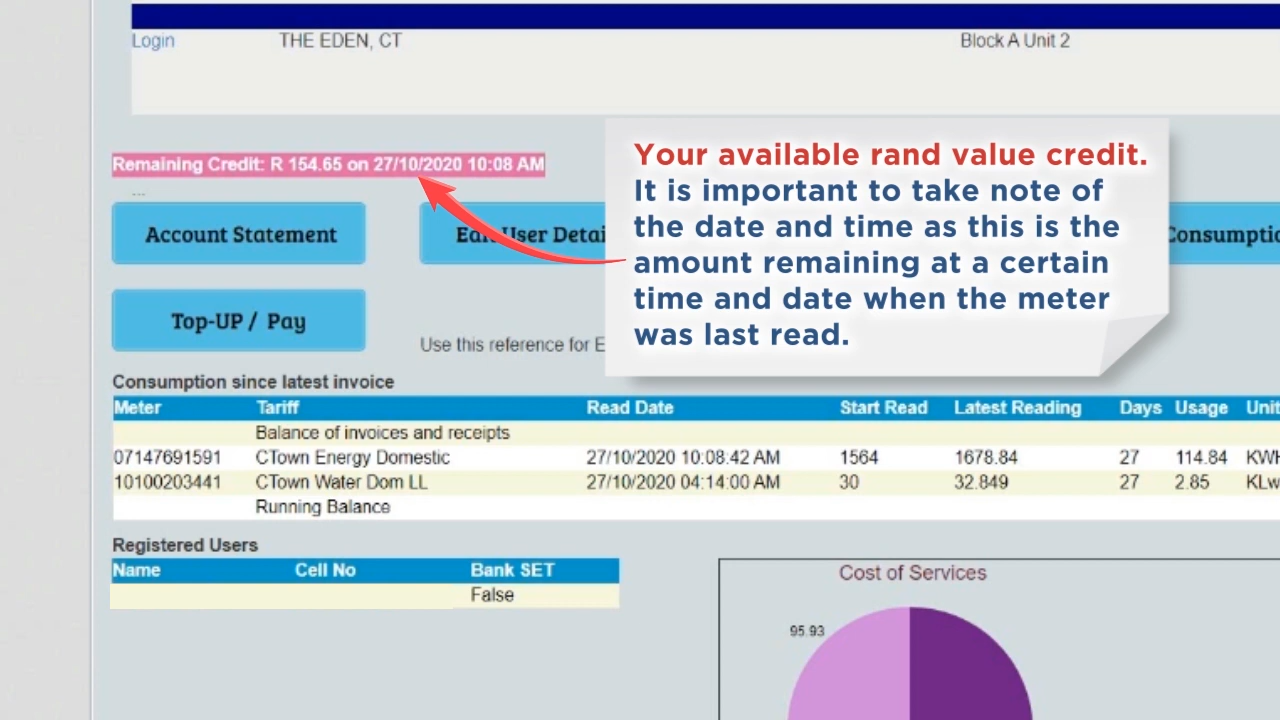 Login THE EDEN, CT Block A Unit 2
Remaining Credit: R 154.65 on 27/10/2020 10:08 AM
...
Your available rand value credit.
It is important to take note of
the date and time as this is the
amount remaining at a certain
time and date when the meter
was last read.
Account Statement Edit User Detai Consumptio
Top-UP / Pay
Use this reference for E
Consumption since latest invoice
Meter Tariff Read Date Start Read Latest Reading Days Usage Unit
Balance of invoices and receipts
07147691591 CTown Energy Domestic 27/10/2020 10:08.42 AM 1564 1678.84 27 114.84 KWH
10100203441 CTown Water Dom LL 27/10/2020 04:14:00 AM 30 32.849 27 2.85 KLw
Running Balance
Registered Users
Name Cell No Bank SET
False
Cost of Services
95.93